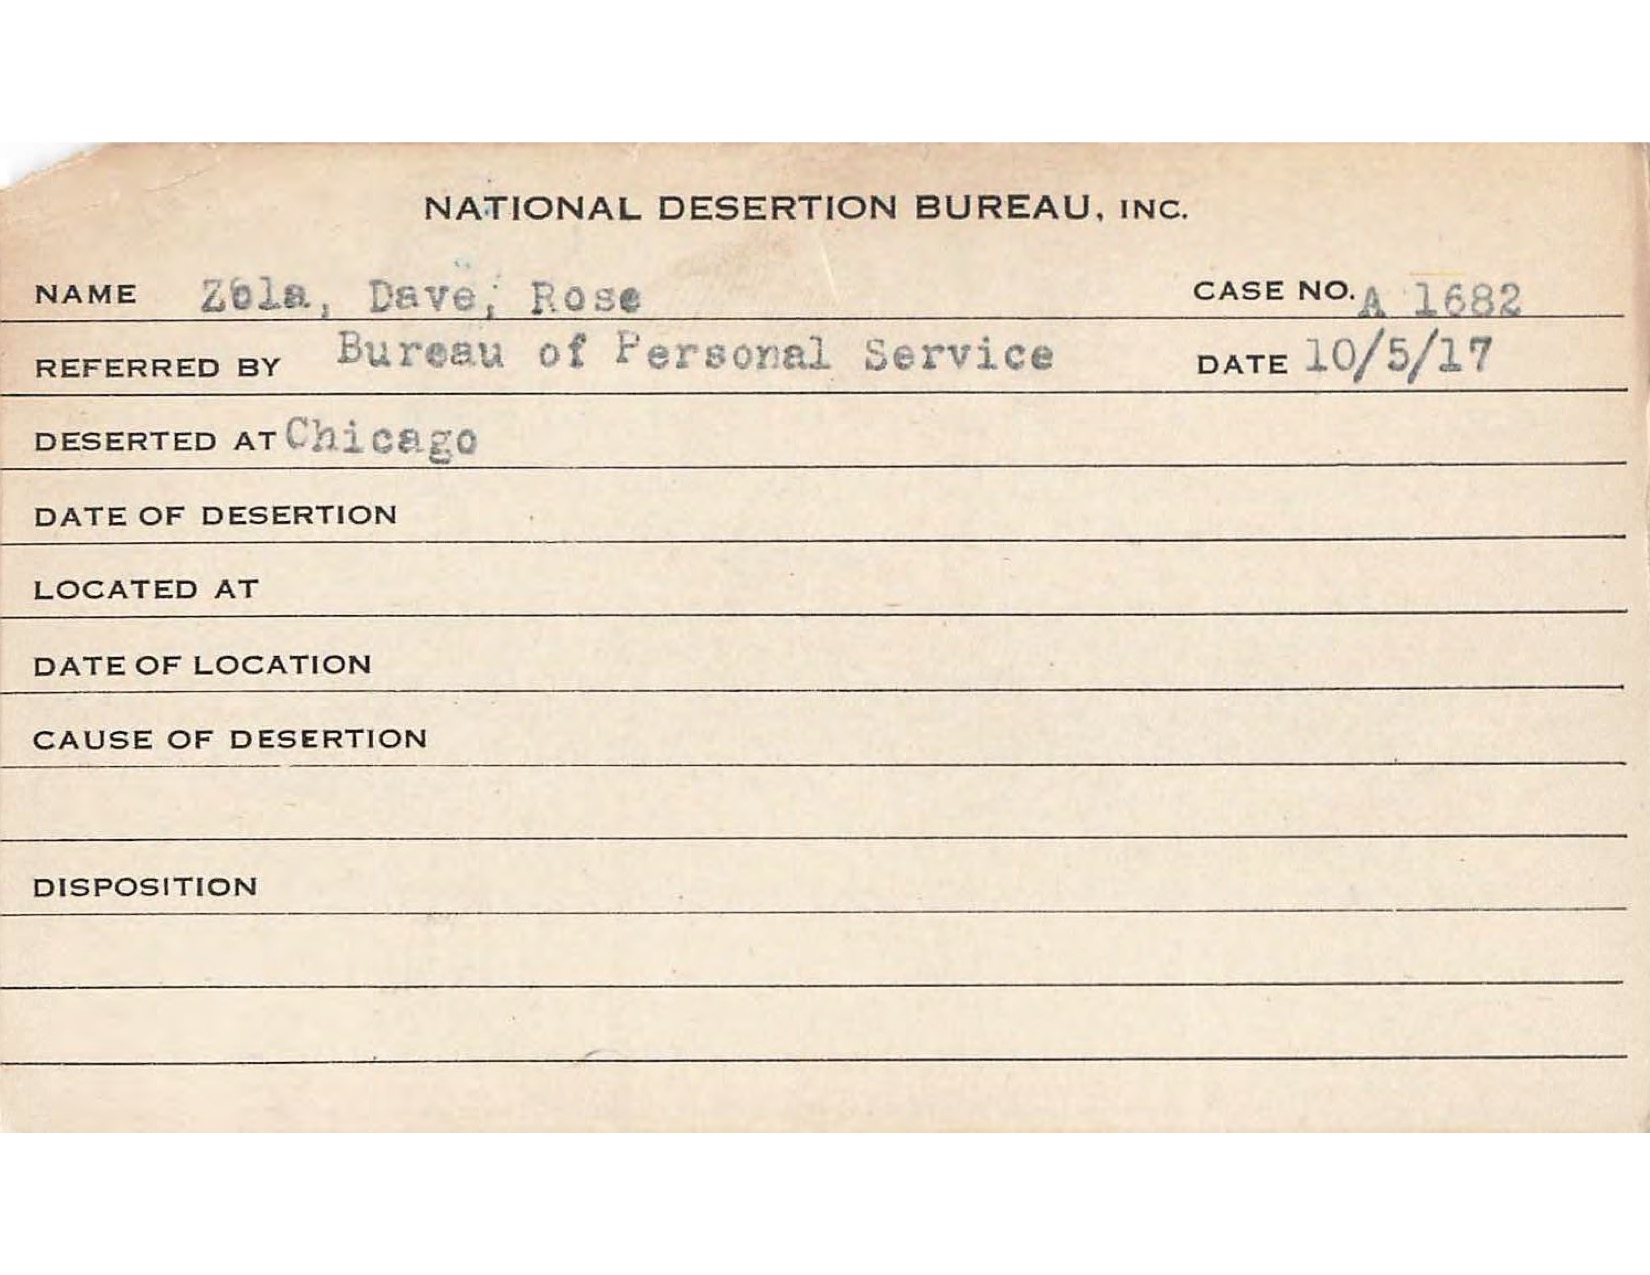 NATIONAL DESERTION BUREAU, INC.
NAME Zola, Dave; Rose CASE NO. A 1682
REFERRED BY Bureau of Personal Service DATE 10/5/17
DESERTED AT Chicago
DATE OF DESERTION
LOCATED AT
DATE OF LOCATION
CAUSE OF DESERTION
DISPOSITION